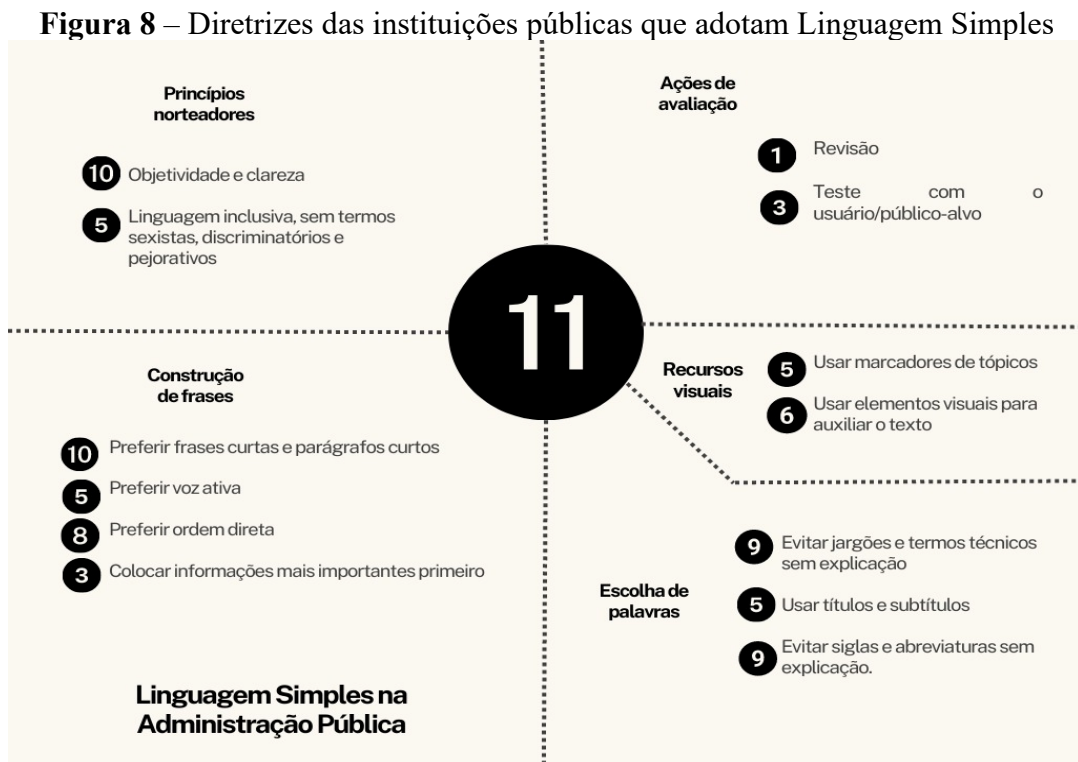 Figura 8 – Diretrizes das instituições públicas que adotam Linguagem Simples
Princípios
norteadores
10 Objetividade e clareza
5 Linguagem inclusiva, sem termos
sexistas, discriminatórios e
pejorativos
Ações de
avaliação
1 Revisão
3 Teste com o
usuário/público-alvo
11
Construção
de frases
10 Preferir frases curtas e parágrafos curtos
5 Preferir voz ativa
8 Preferir ordem direta
3 Colocar informações mais importantes primeiro
Recursos
visuais
5 Usar marcadores de tópicos
6 Usar elementos visuais para
auxiliar o texto
Escolha de
palavras
9 Evitar jargões e termos técnicos
sem explicação
5 Usar títulos e subtítulos
9 Evitar siglas e abreviaturas sem
explicação.
Linguagem Simples na
Administração Pública